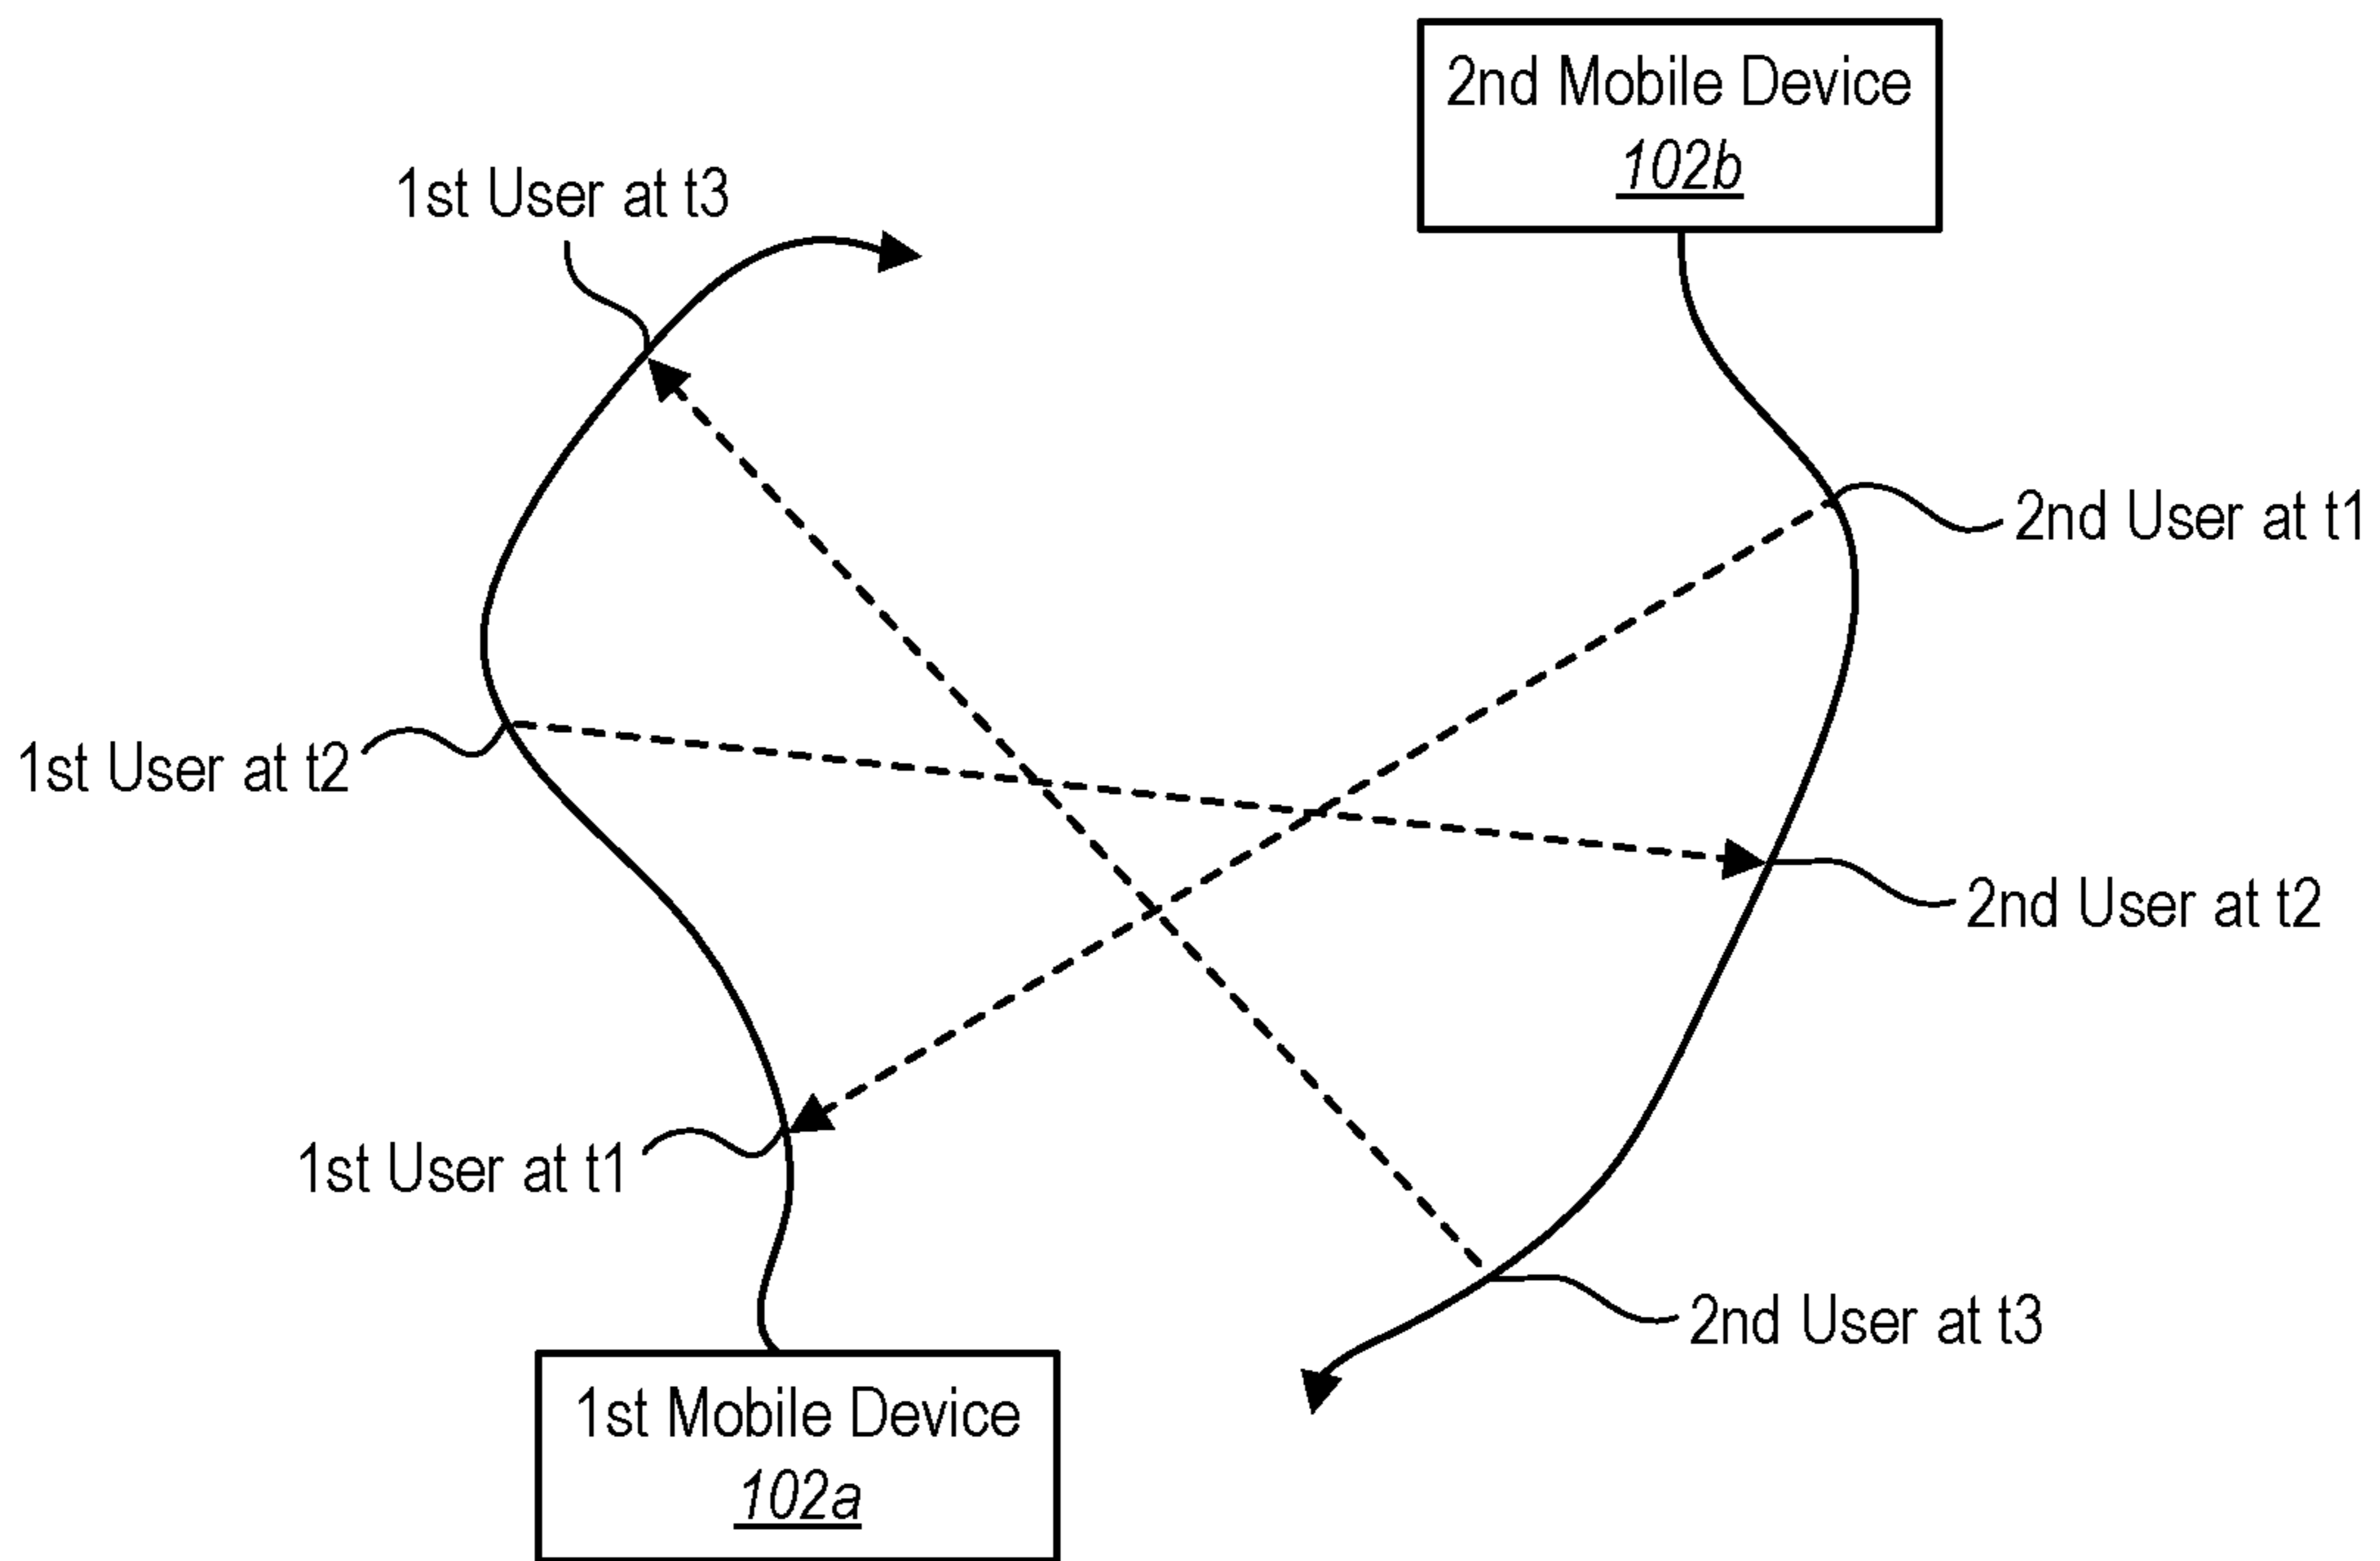 2nd Mobile Device
102b
1st User at t3
2nd User at t1
1st User at t2
2nd User at t2
1st User at t1
2nd User at t3
1st Mobile Device
102a